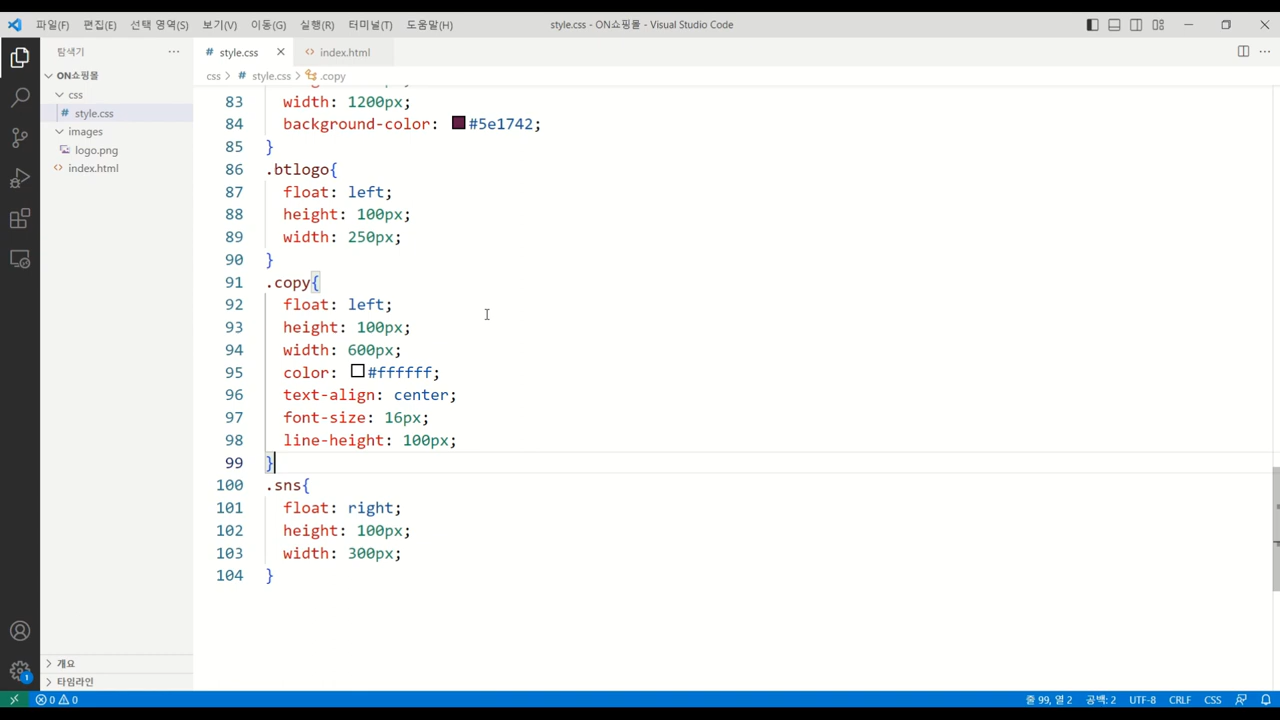 파일(F) 편집(E) 선택 영역(S) 보기(V) 이동(G) 실행(R) 터미널(T) 도움말(H) style.css - ON쇼핑몰 - Visual Studio Code
탐색기
style.css
index.html
css > style.css > .copy
ON쇼핑몰
css
style.css
images
logo.png
index.html
83 width: 1200px;
84 background-color: #5e1742;
85 }
86 .btlogo{
87 float: left;
88 height: 100px;
89 width: 250px;
90 }
91 .copy{
92 float: left;
93 height: 100px;
94 width: 600px;
95 color: #ffffff;
96 text-align: center;
97 font-size: 16px;
98 line-height: 100px;
99 }
100 .sns{
101 float: right;
102 height: 100px;
103 width: 300px;
104 }
개요
타임라인
1
0 0 줄 99, 열 2 공백: 2 UTF-8 CRLF CSS